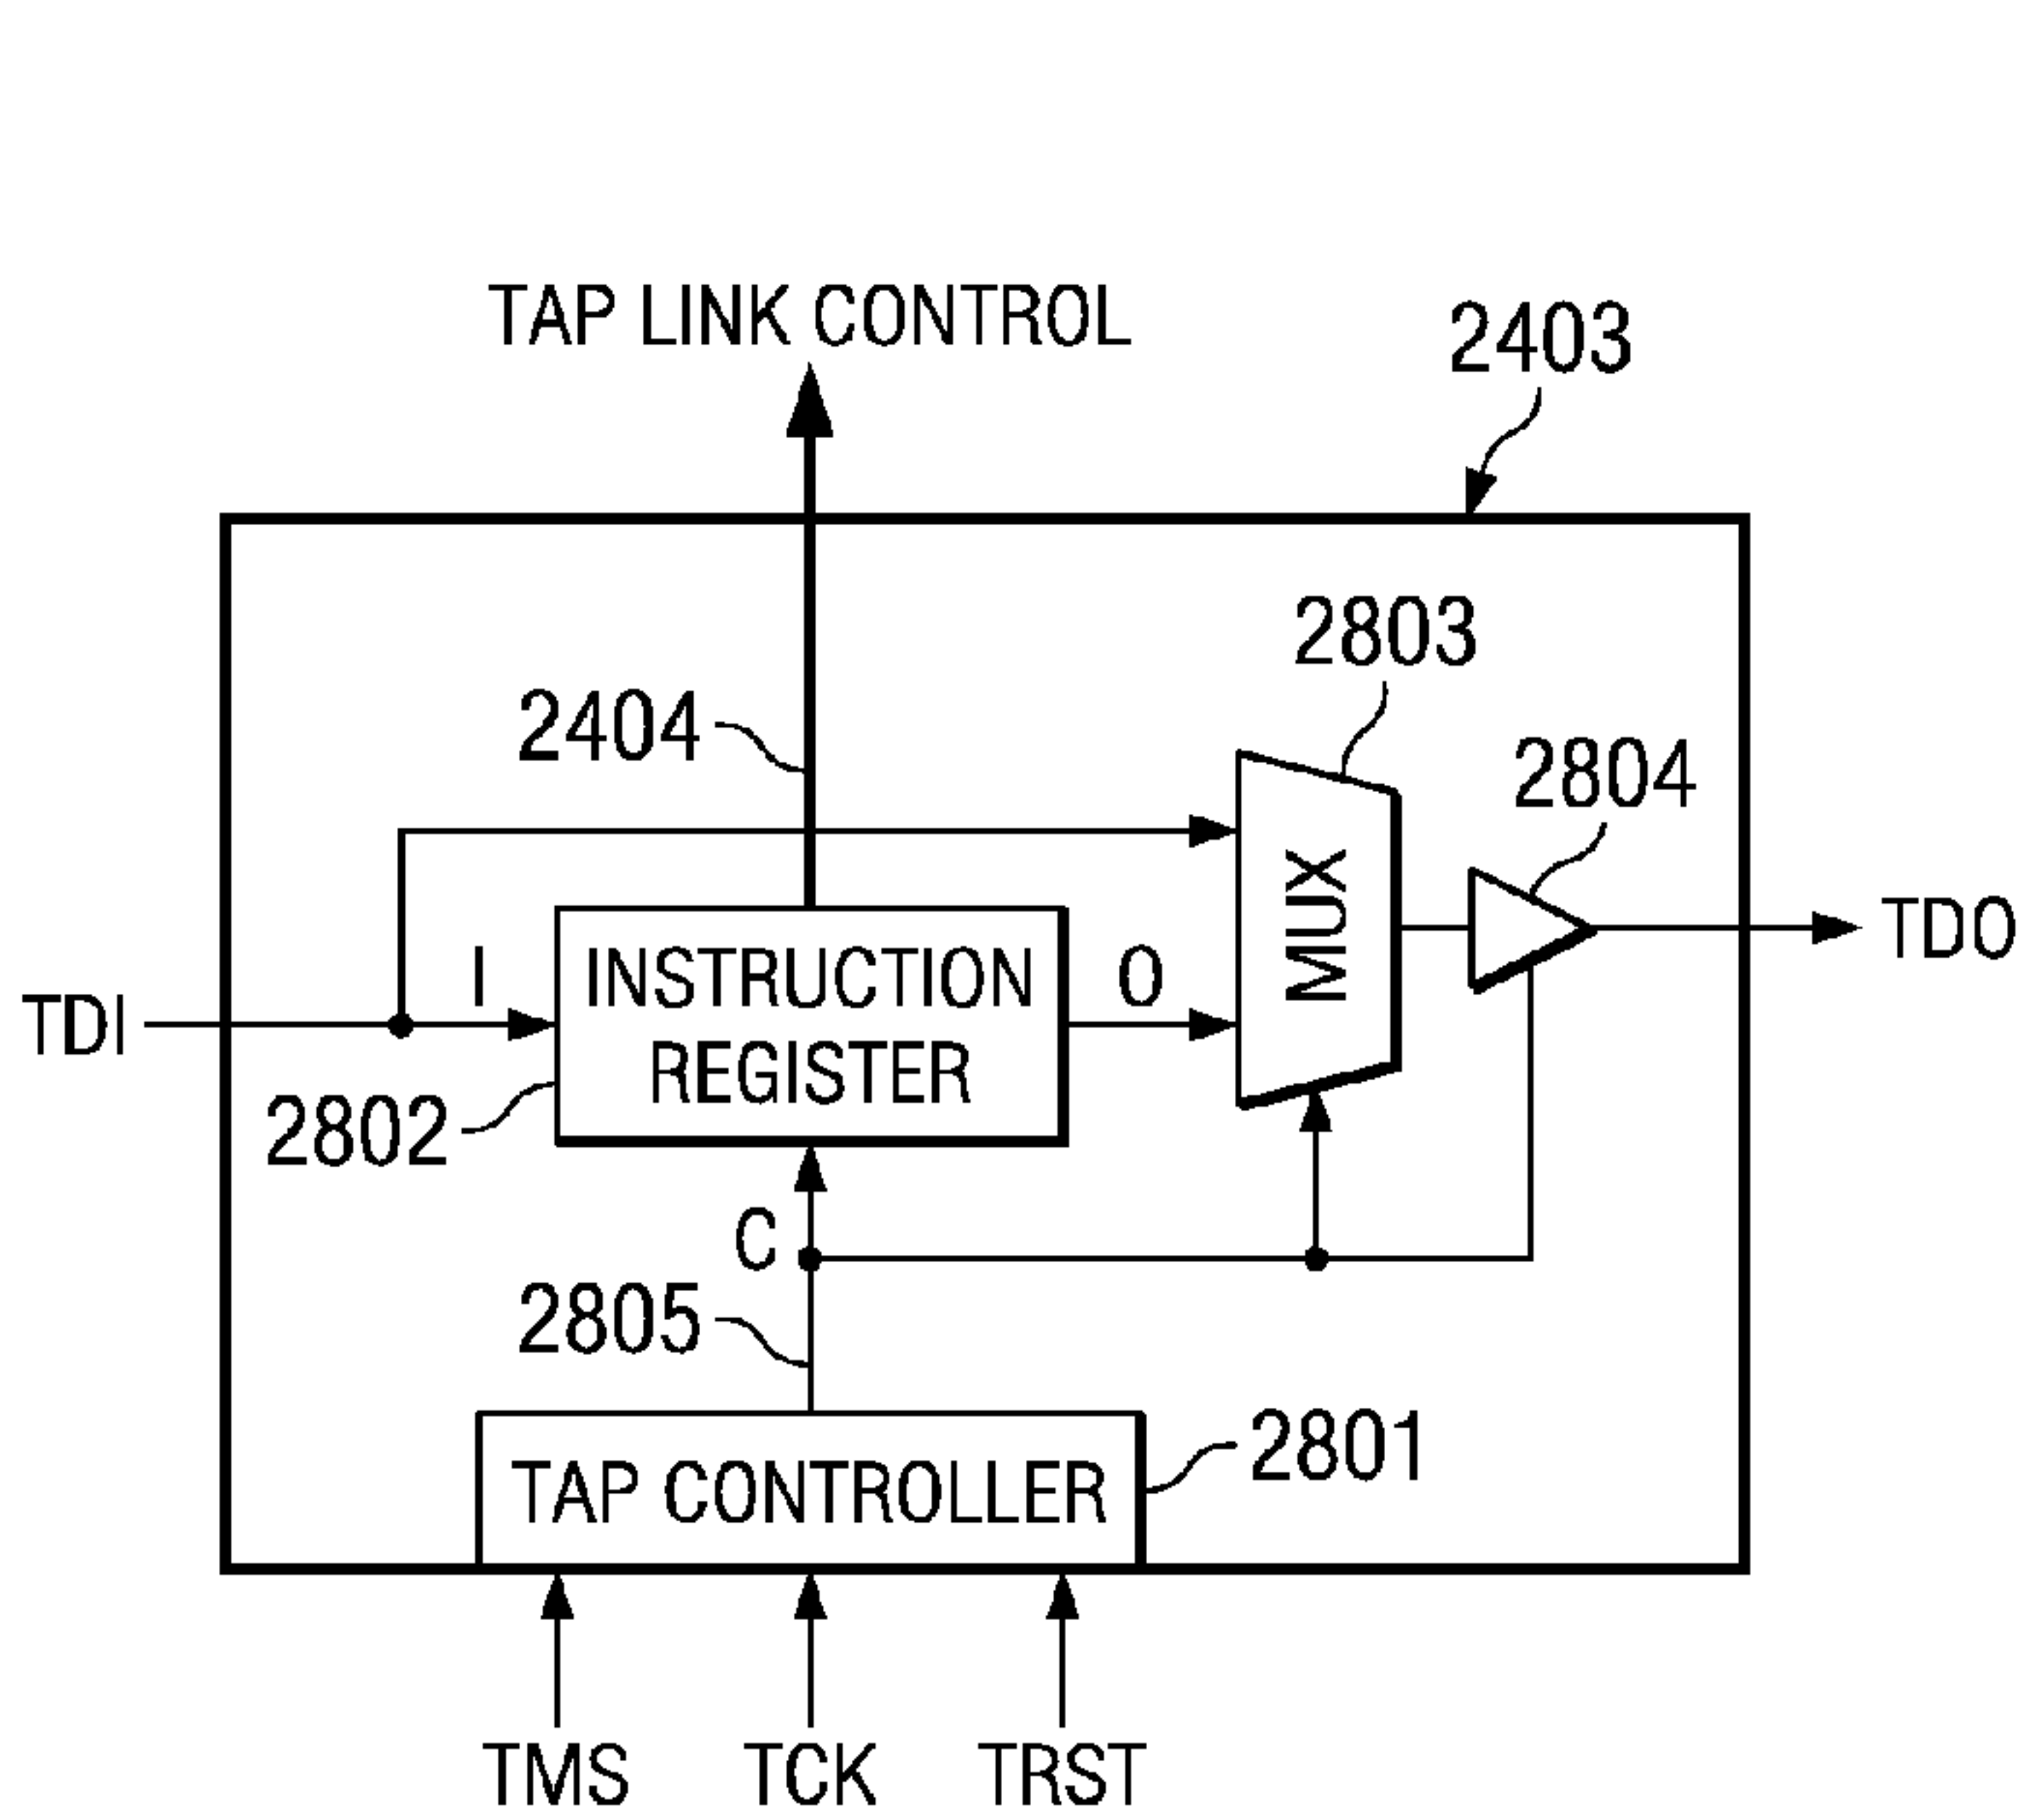 TAP LINK CONTROL
2403
2803
2404
2804
MUX
TDO
I
INSTRUCTION
REGISTER
O
TDI
2802
C
2805
2801
TAP CONTROLLER
TMS
TCK
TRST